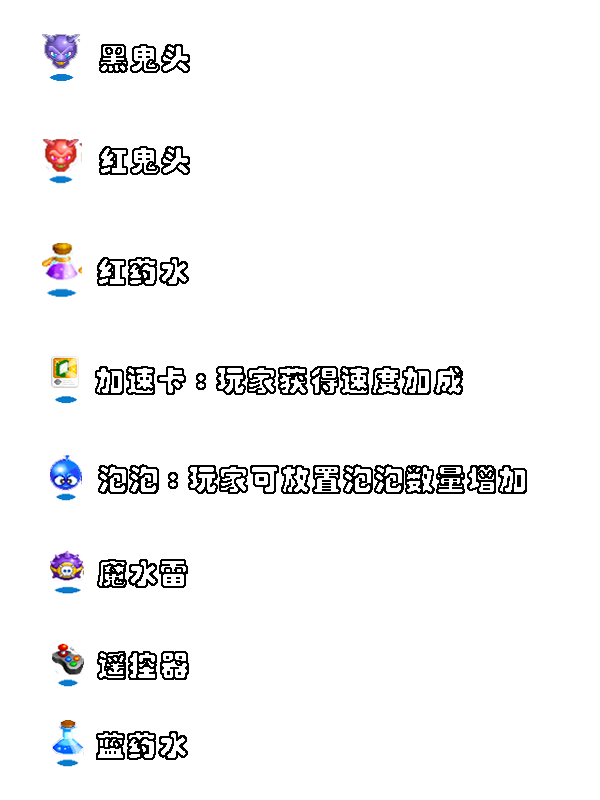 黑鬼头
红鬼头
红药水
加速卡：玩家获得速度加成
泡泡：玩家可放置泡泡数量增加
魔水雷
遥控器
蓝药水